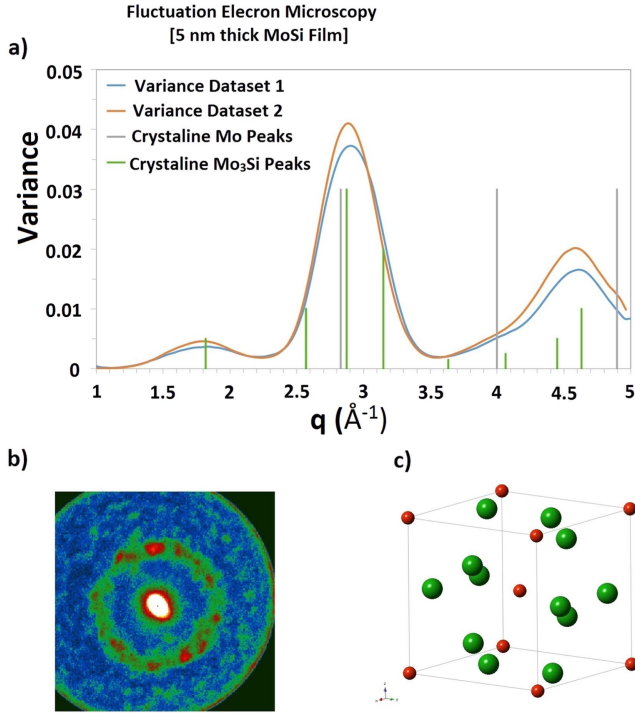 Fluctuation Elecron Microscopy
[5 nm thick MoSi Film]
a)
0.05
0.04
0.03
0.02
0.01
0
Variance
Variance Dataset 1
Variance Dataset 2
Crystaline Mo Peaks
Crystaline Mo₃Si Peaks
1 1.5 2 2.5 3 3.5 4 4.5 5
q (Å⁻¹)
b)
c)